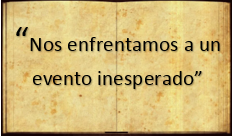 “Nos enfrentamos a un
evento inesperado”